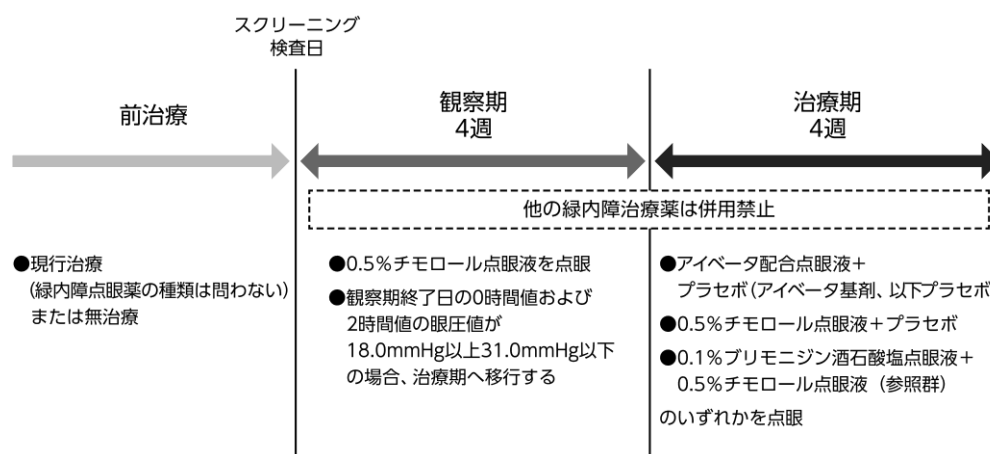 スクリーニング
検査日
前治療
観察期
4週
治療期
4週
他の緑内障治療薬は併用禁止
●現行治療
（緑内障点眼薬の種類は問わない）
または無治療
●0.5％チモロール点眼液を点眼
●観察期終了日の0時間値および
2時間値の眼圧値が
18.0mmHg以上31.0mmHg以下
の場合、治療期へ移行する
●アイベータ配合点眼液＋
プラセボ（アイベータ基剤、以下プラセボ）
●0.5％チモロール点眼液＋プラセボ
●0.1％ブリモニジン酒石酸塩点眼液＋
0.5％チモロール点眼液（参照群）
のいずれかを点眼